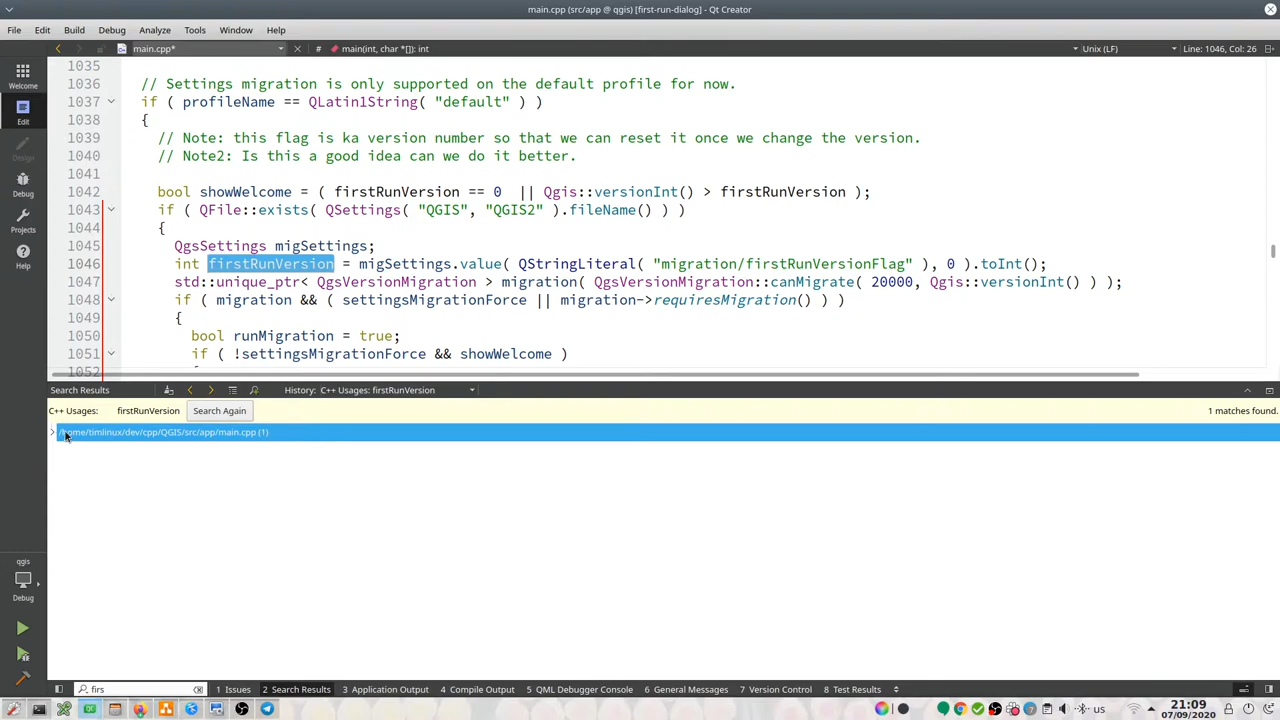 main.cpp (src/app @ qgis) [first-run-dialog] - Qt Creator
File Edit Build Debug Analyze Tools Window Help
main.cpp* # main(int, char *[]): int Unix (LF) Line: 1046, Col: 26
1035
1036 // Settings migration is only supported on the default profile for now.
1037 if ( profileName == QLatin1String( "default" ) )
1038 {
1039 // Note: this flag is ka version number so that we can reset it once we change the version.
1040 // Note2: Is this a good idea can we do it better.
1041
1042 bool showWelcome = ( firstRunVersion == 0  || Qgis::versionInt() > firstRunVersion );
1043 if ( QFile::exists( QSettings( "QGIS", "QGIS2" ).fileName() ) )
1044 {
1045 QgsSettings migSettings;
1046 int firstRunVersion = migSettings.value( QStringLiteral( "migration/firstRunVersionFlag" ), 0 ).toInt();
1047 std::unique_ptr< QgsVersionMigration > migration( QgsVersionMigration::canMigrate( 20000, Qgis::versionInt() ) );
1048 if ( migration && ( settingsMigrationForce || migration->requiresMigration() ) )
1049 {
1050 bool runMigration = true;
1051 if ( !settingsMigrationForce && showWelcome )
1052 {
Welcome
Edit
Design
Debug
Projects
Help
qgis
Debug
Search Results History: C++ Usages: firstRunVersion
C++ Usages: firstRunVersion Search Again 1 matches found.
/home/timlinux/dev/cpp/QGIS/src/app/main.cpp (1)
firs 1 Issues 2 Search Results 3 Application Output 4 Compile Output 5 QML Debugger Console 6 General Messages 7 Version Control 8 Test Results
us 21:09
07/09/2020